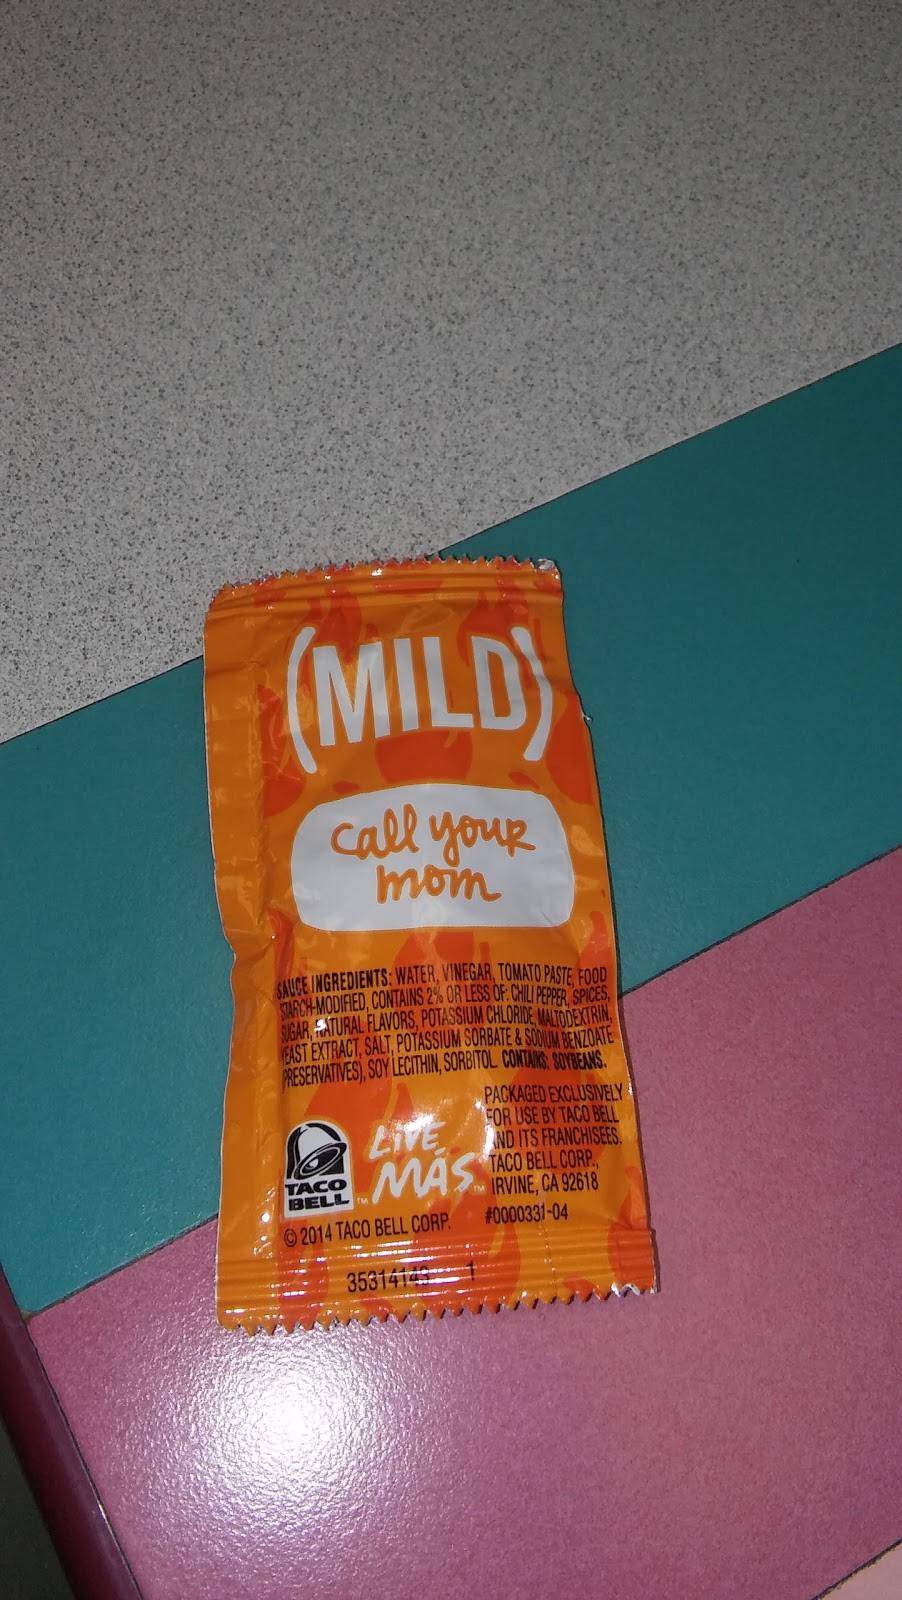 (MILD)
call your
mom
SAUCE INGREDIENTS: WATER, VINEGAR, TOMATO PASTE, FOOD
STARCH-MODIFIED, CONTAINS 2% OR LESS OF: CHILI PEPPER, SPICES,
SUGAR, NATURAL FLAVORS, POTASSIUM CHLORIDE, MALTODEXTRIN,
YEAST EXTRACT, SALT, POTASSIUM SORBATE & SODIUM BENZOATE
(PRESERVATIVES), SOY LECITHIN, SORBITOL. CONTAINS: SOYBEANS.
PACKAGED EXCLUSIVELY
FOR USE BY TACO BELL
AND ITS FRANCHISEES.
TACO BELL CORP.,
IRVINE, CA 92618
#0000331-04
TACO
BELL™
LIVE
MÁS™
© 2014 TACO BELL CORP.
1